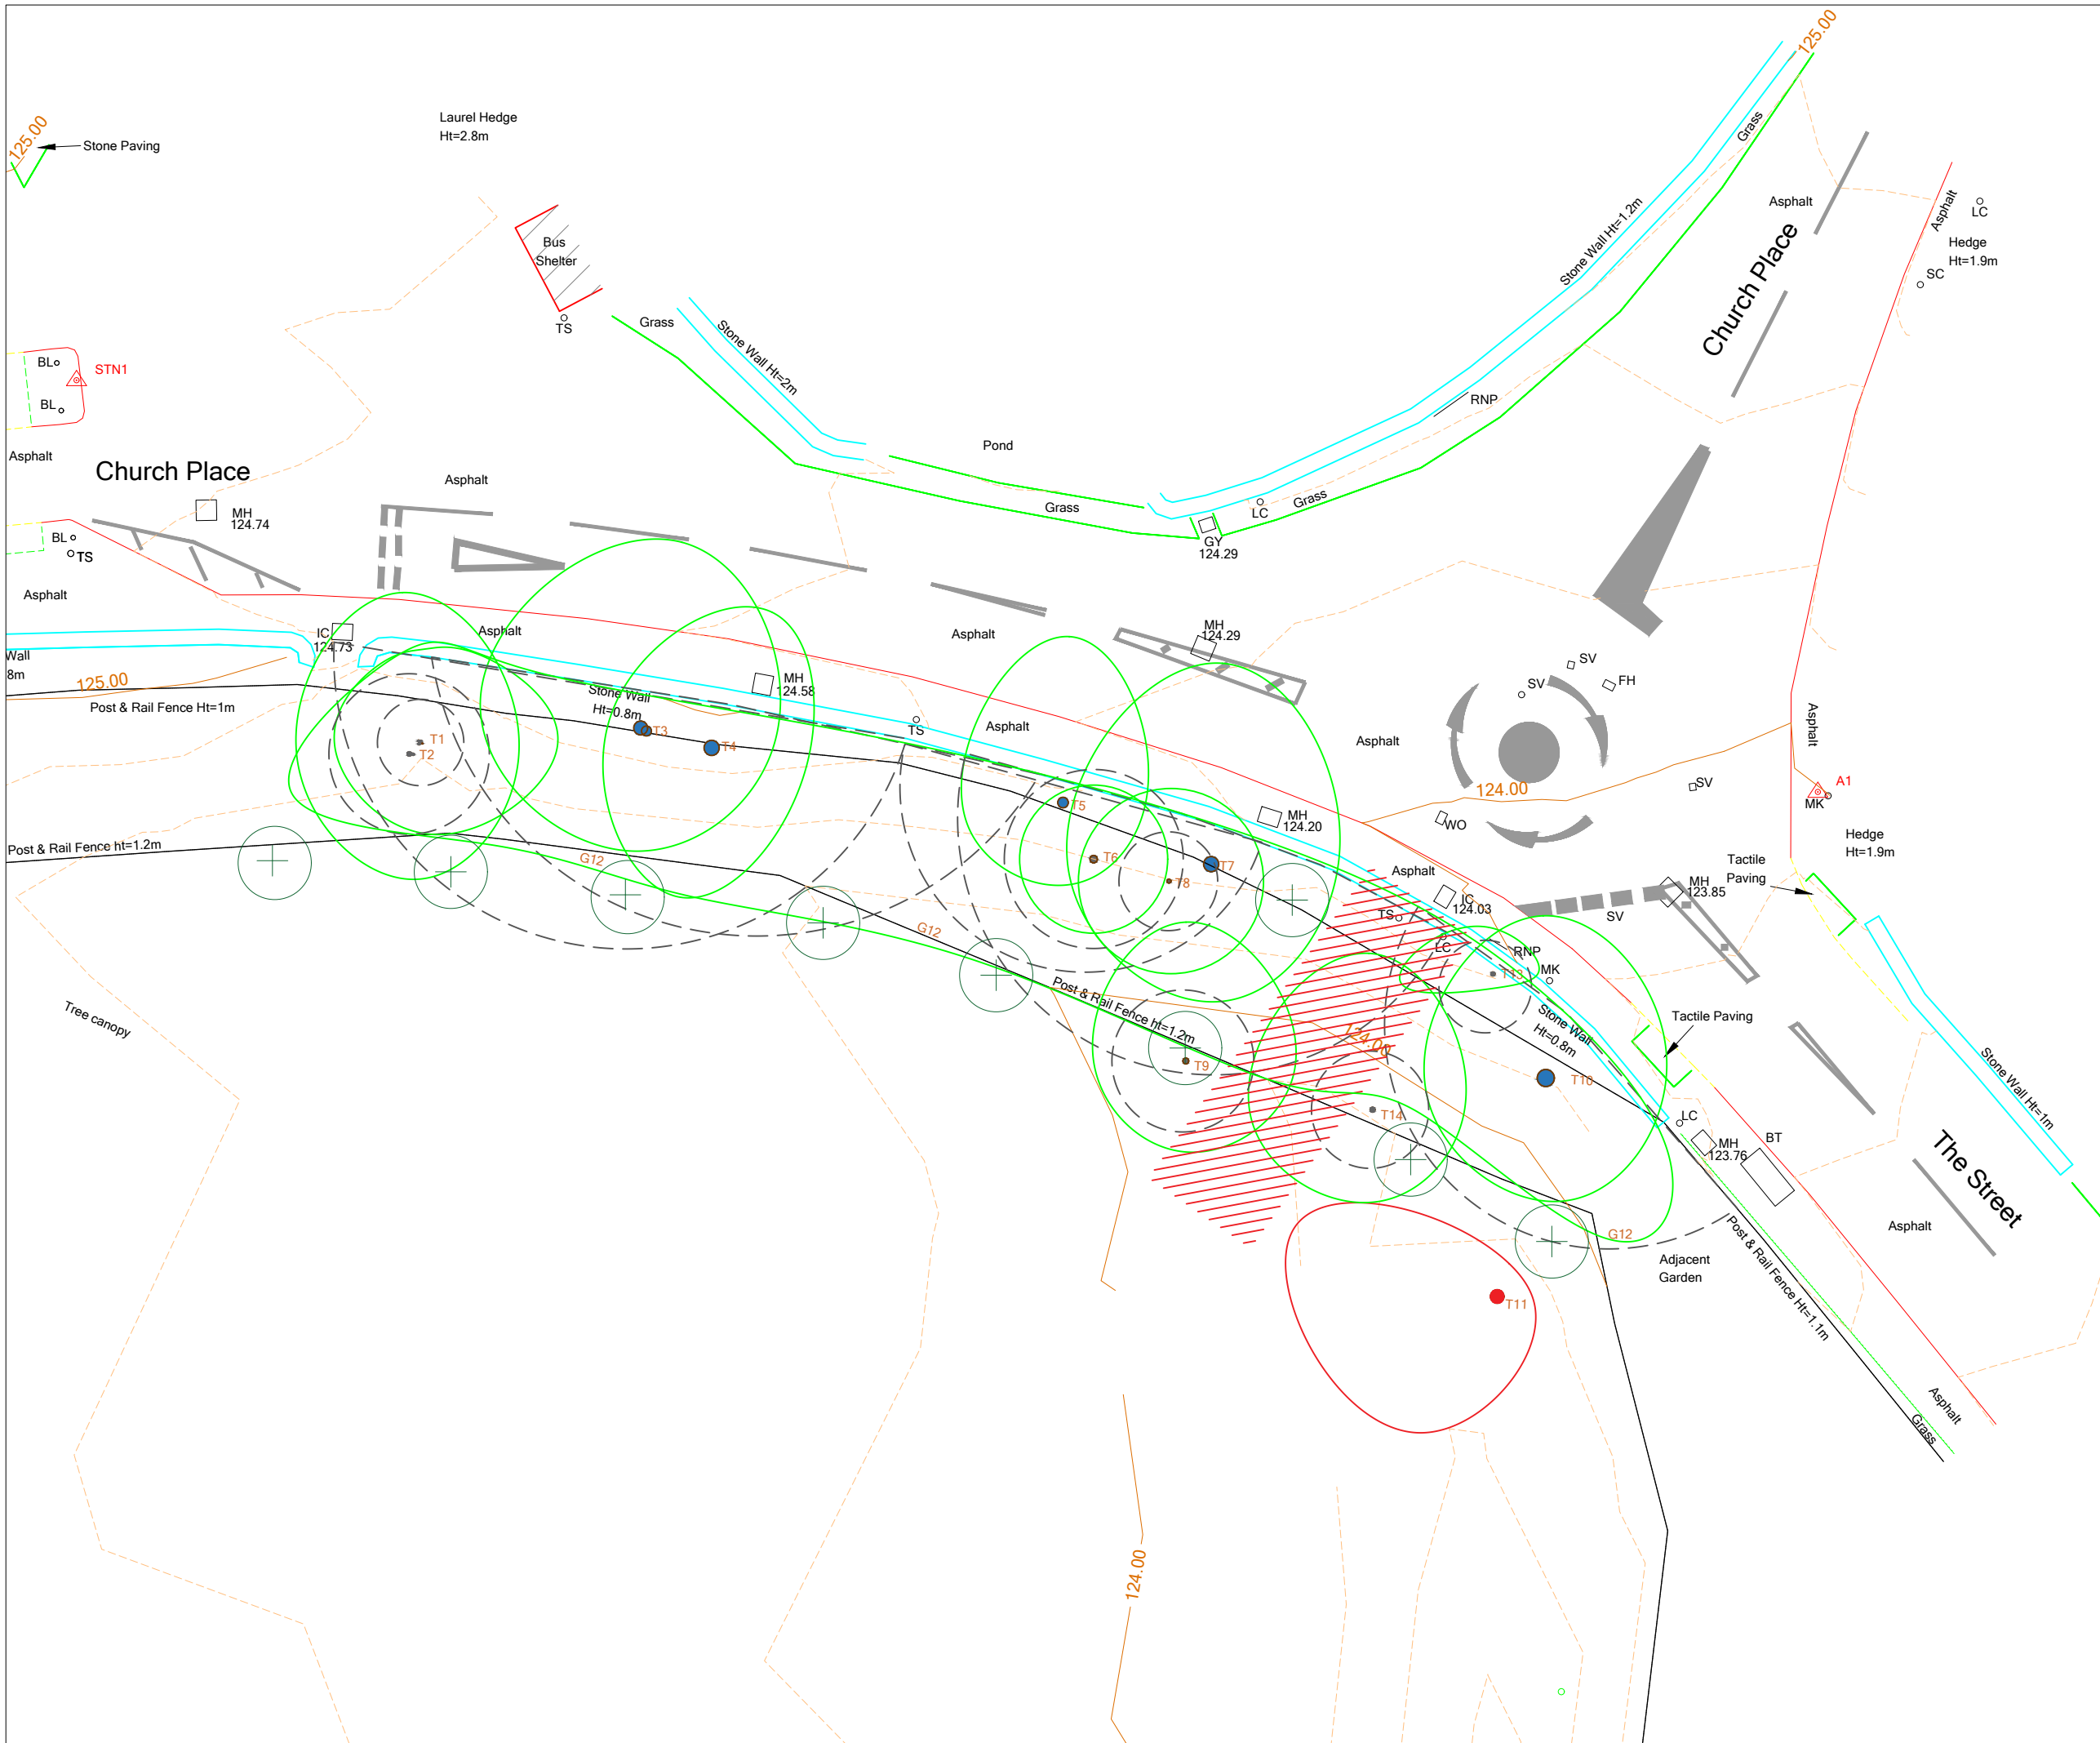 125.00
Laurel Hedge
Ht=2.8m
125.00
Stone Paving
Grass
Asphalt
Church Place
Asphalt
LC
Hedge
Ht=1.9m
SC
Stone Wall Ht=1.2m
Bus
Shelter
TS
Grass
Stone Wall Ht=2m
BL
STN1
BL
RNP
Asphalt
Church Place
Asphalt
Pond
Grass
Grass
LC
MH
124.74
GY
124.29
BL
TS
Asphalt
IC
124.73
Asphalt
Asphalt
MH
124.29
Wall
8m
125.00
Post & Rail Fence Ht=1m
Stone Wall
Ht=0.8m
MH
124.58
SV
SV
FH
T1
T2
T3
T4
TS
Asphalt
Asphalt
Asphalt
124.00
SV
A1
MK
T5
MH
124.20
WO
Hedge
Ht=1.9m
Post & Rail Fence ht=1.2m
G12
T6
T7
T8
Asphalt
Tactile
Paving
MH
123.85
IC
124.03
TS
SV
G12
LC
RNP
T13
MK
Post & Rail Fence ht=1.2m
Tree canopy
124.00
Stone Wall
Ht=0.8m
Tactile Paving
T9
T10
T14
Stone Wall Ht=1m
LC
MH
123.76
BT
The Street
Asphalt
G12
Adjacent
Garden
Post & Rail Fence Ht=1.1m
T11
Asphalt
Grass
124.00